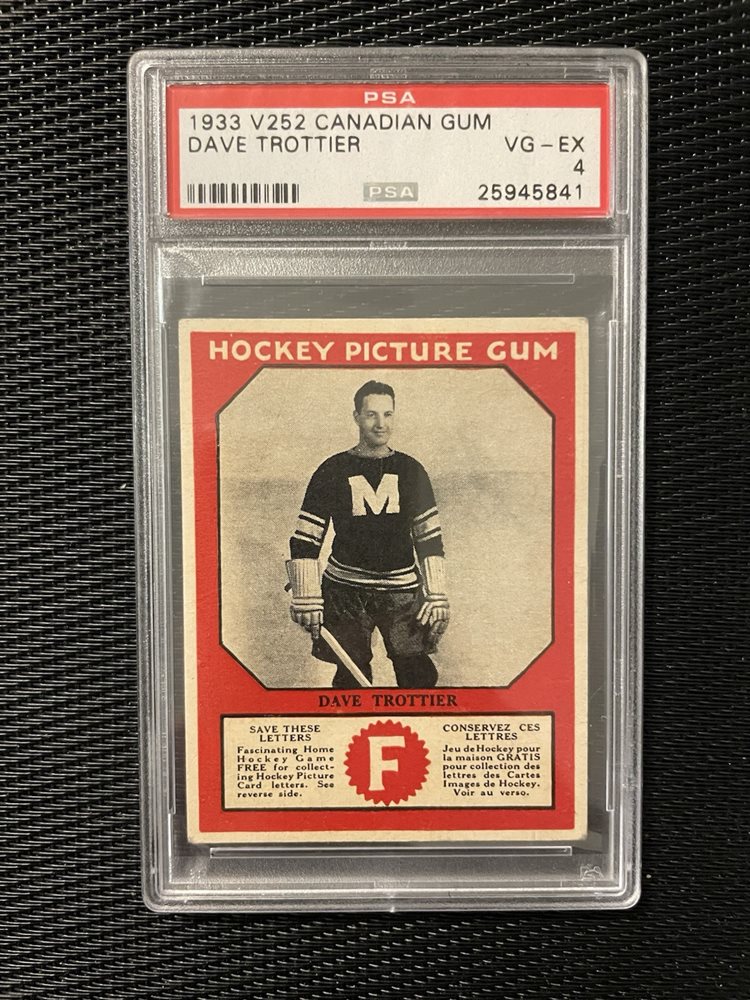 PSA
1933 V252 CANADIAN GUM
DAVE TROTTIER VG-EX
4
PSA 25945841
HOCKEY PICTURE GUM
M
DAVE TROTTIER
SAVE THESE
LETTERS
Fascinating Home
Hockey Game
FREE for collect-
ing Hockey Picture
Card letters. See
reverse side.
F
CONSERVEZ CES
LETTRES
Jeu de Hockey pour
la maison GRATIS
pour collection des
lettres des Cartes
Images de Hockey.
Voir au verso.